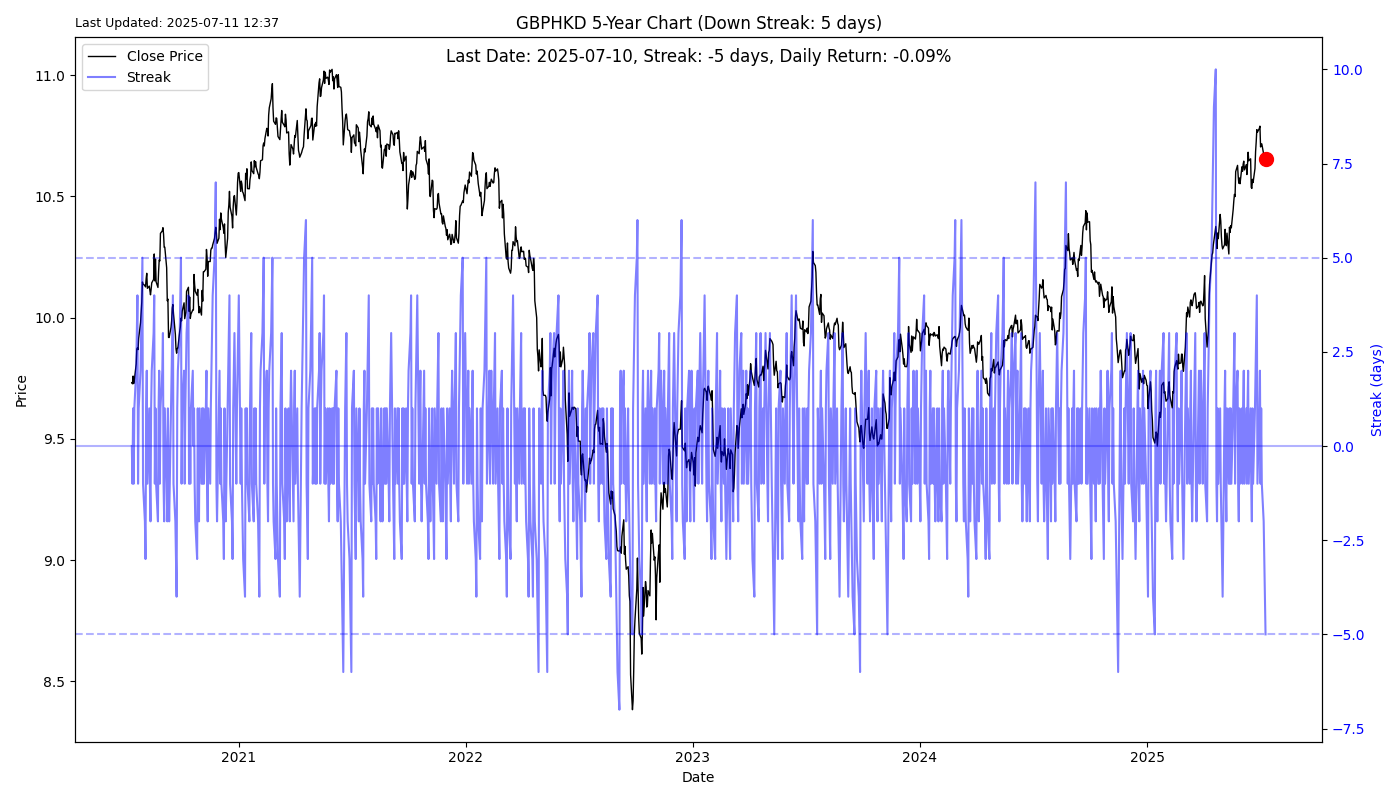 Last Updated: 2025-07-11 12:37
GBPHKD 5-Year Chart (Down Streak: 5 days)
Last Date: 2025-07-10, Streak: -5 days, Daily Return: -0.09%
Close Price
Streak
11.0
10.5
10.0
9.5
9.0
8.5
Price
10.0
7.5
5.0
2.5
0.0
−2.5
−5.0
−7.5
Streak (days)
2021
2022
2023
2024
2025
Date